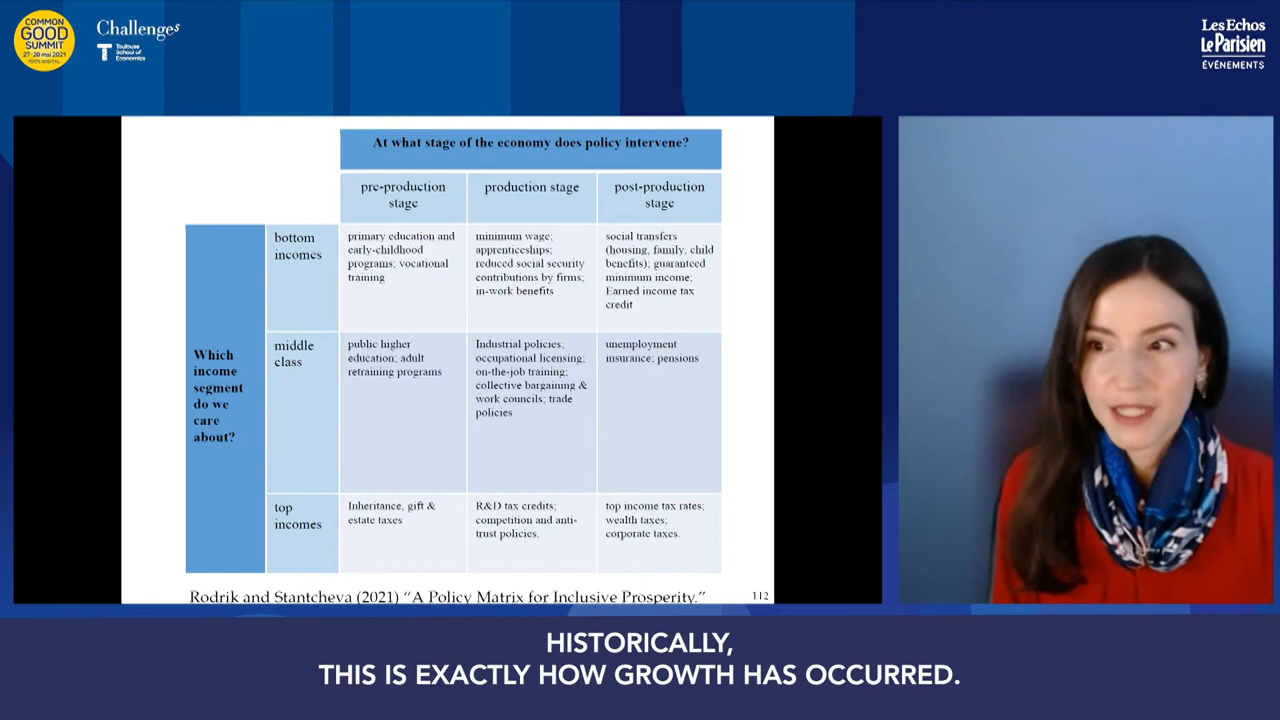 COMMON
GOOD
SUMMIT
27-28 mai 2021
100% DIGITAL
Challenges
Toulouse
School of
Economics
Les Echos
Le Parisien
ÉVÉNEMENTS
At what stage of the economy does policy intervene?
pre-production
stage
production stage
post-production
stage
Which
income
segment
do we
care
about?
bottom
incomes
primary education and
early-childhood
programs; vocational
training
minimum wage;
apprenticeships;
reduced social security
contributions by firms;
in-work benefits
social transfers
(housing, family, child
benefits); guaranteed
minimum income;
Earned income tax
credit
middle
class
public higher
education; adult
retraining programs
Industrial policies;
occupational licensing;
on-the-job training;
collective bargaining &
work councils; trade
policies
unemployment
insurance; pensions
top
incomes
Inheritance, gift &
estate taxes
R&D tax credits;
competition and anti-
trust policies.
top income tax rates;
wealth taxes;
corporate taxes.
Rodrik and Stantcheva (2021) “A Policy Matrix for Inclusive Prosperity.”
112
HISTORICALLY,
THIS IS EXACTLY HOW GROWTH HAS OCCURRED.